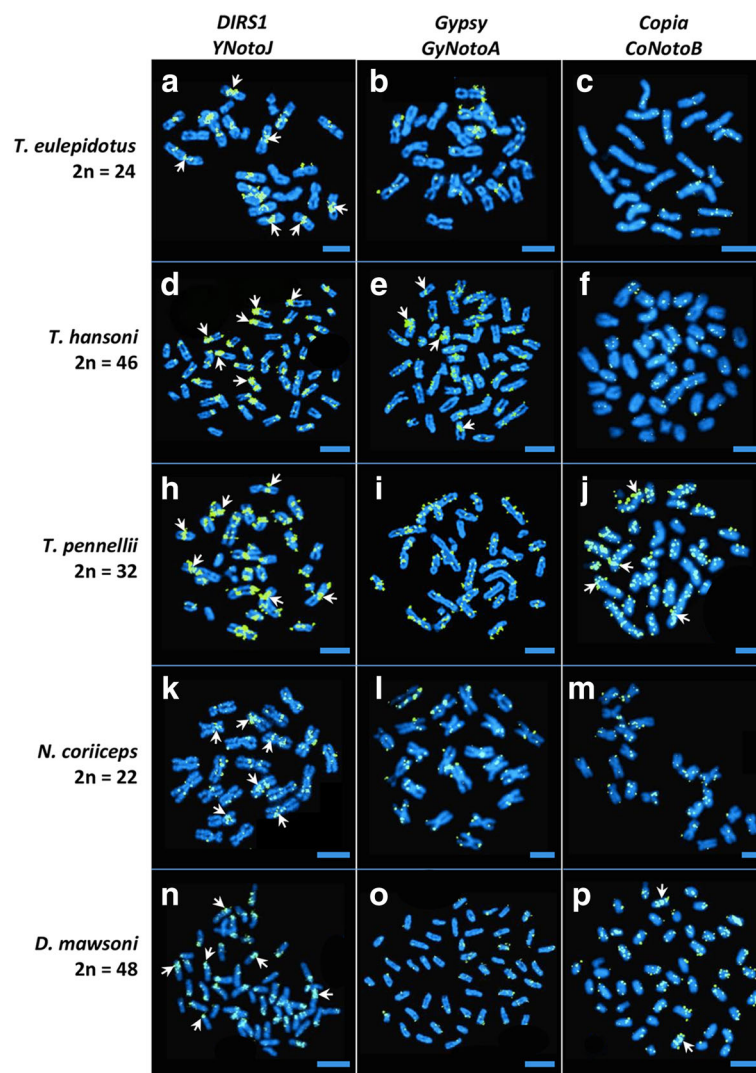 DIRS1 Gypsy Copia
YNotoJ GyNotoA CoNotoB
a b c
T. eulepidotus
2n = 24
d e f
T. hansoni
2n = 46
h i j
T. pennellii
2n = 32
k l m
N. coriiceps
2n = 22
n o p
D. mawsoni
2n = 48